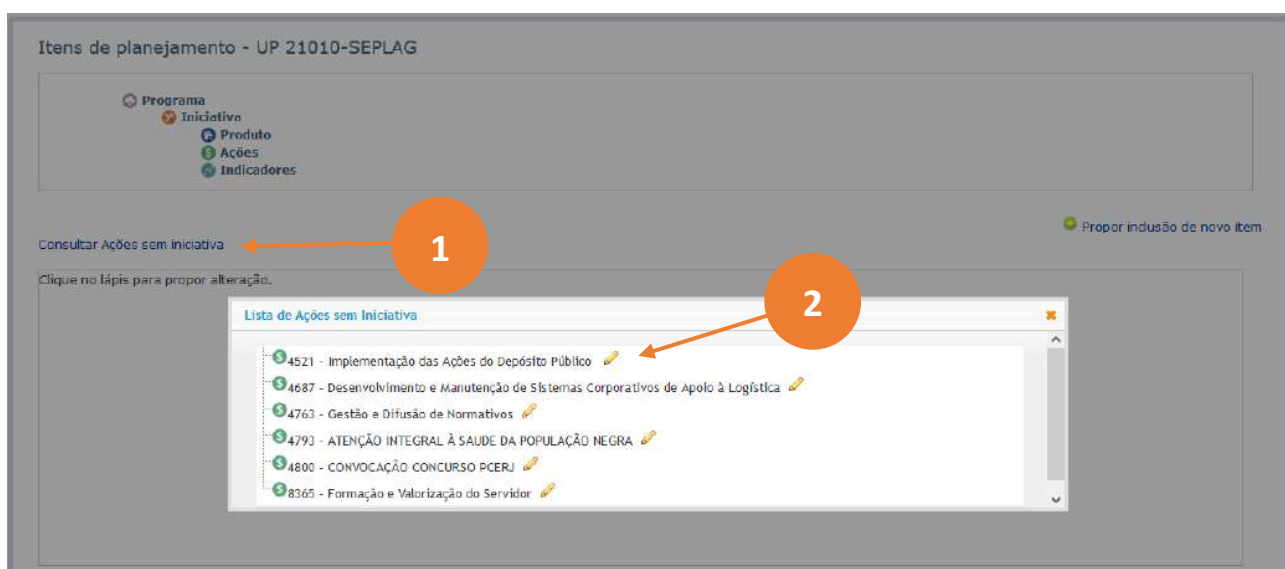 Itens de planejamento - UP 21010-SEPLAG
Programa
Iniciativa
Produto
Ações
Indicadores
Propor inclusão de novo item
Consultar Ações sem iniciativa
1
Clique no lápis para propor alteração.
2
Lista de Ações sem Iniciativa
4521 - Implementação das Ações do Depósito Público
4687 - Desenvolvimento e Manutenção de Sistemas Corporativos de Apoio à Logística
4763 - Gestão e Difusão de Normativos
4793 - ATENÇÃO INTEGRAL À SAUDE DA POPULAÇÃO NEGRA
4800 - CONVOCAÇÃO CONCURSO PCERJ
8365 - Formação e Valorização do Servidor